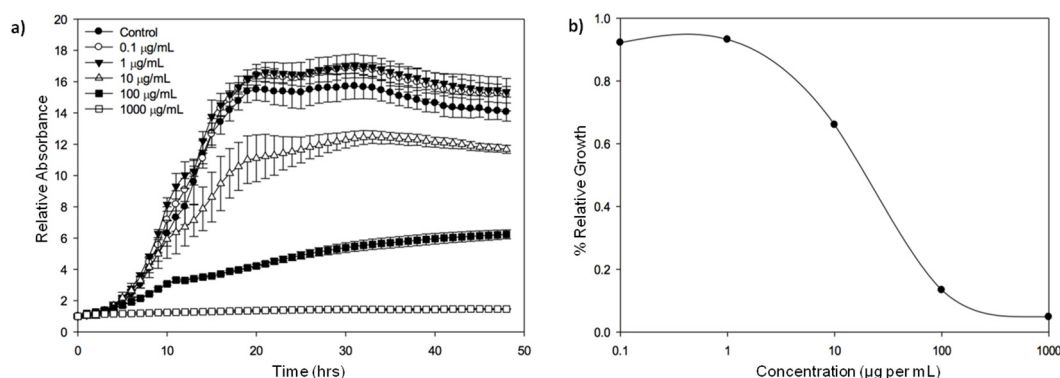 a)
Relative Absorbance
20
18
16
14
12
10
8
6
4
2
0
Control
0.1 µg/mL
1 µg/mL
10 µg/mL
100 µg/mL
1000 µg/mL
0 10 20 30 40 50
Time (hrs)
b)
% Relative Growth
1.0
0.8
0.6
0.4
0.2
0.0
0.1 1 10 100 1000
Concentration (µg per mL)